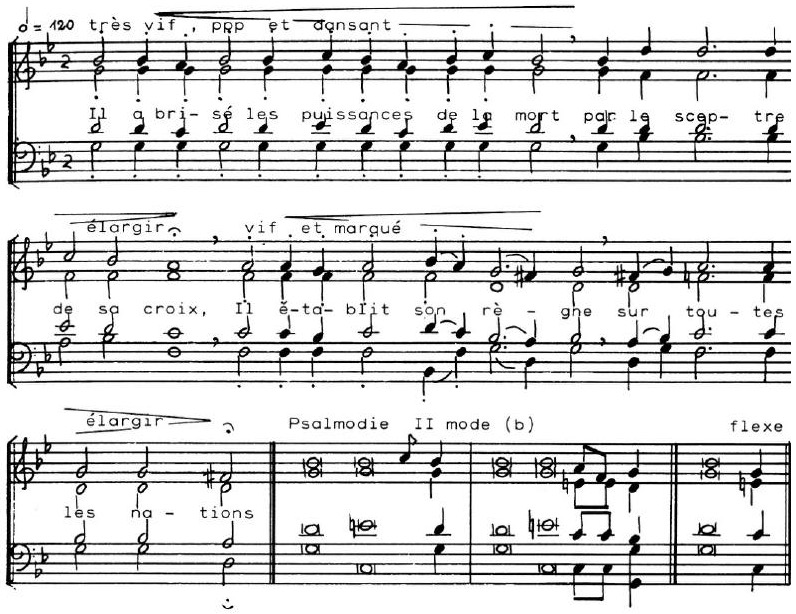 = 120 très vif , ppp et dansant
2
Il a bri- sé les puissances de la mort par le scep- tre
2
élargir vif et marqué
de sa croix, Il é-ta-blit son rè - gne sur tou - tes
élargir Psalmodie II mode (b) flexe
les na - tions